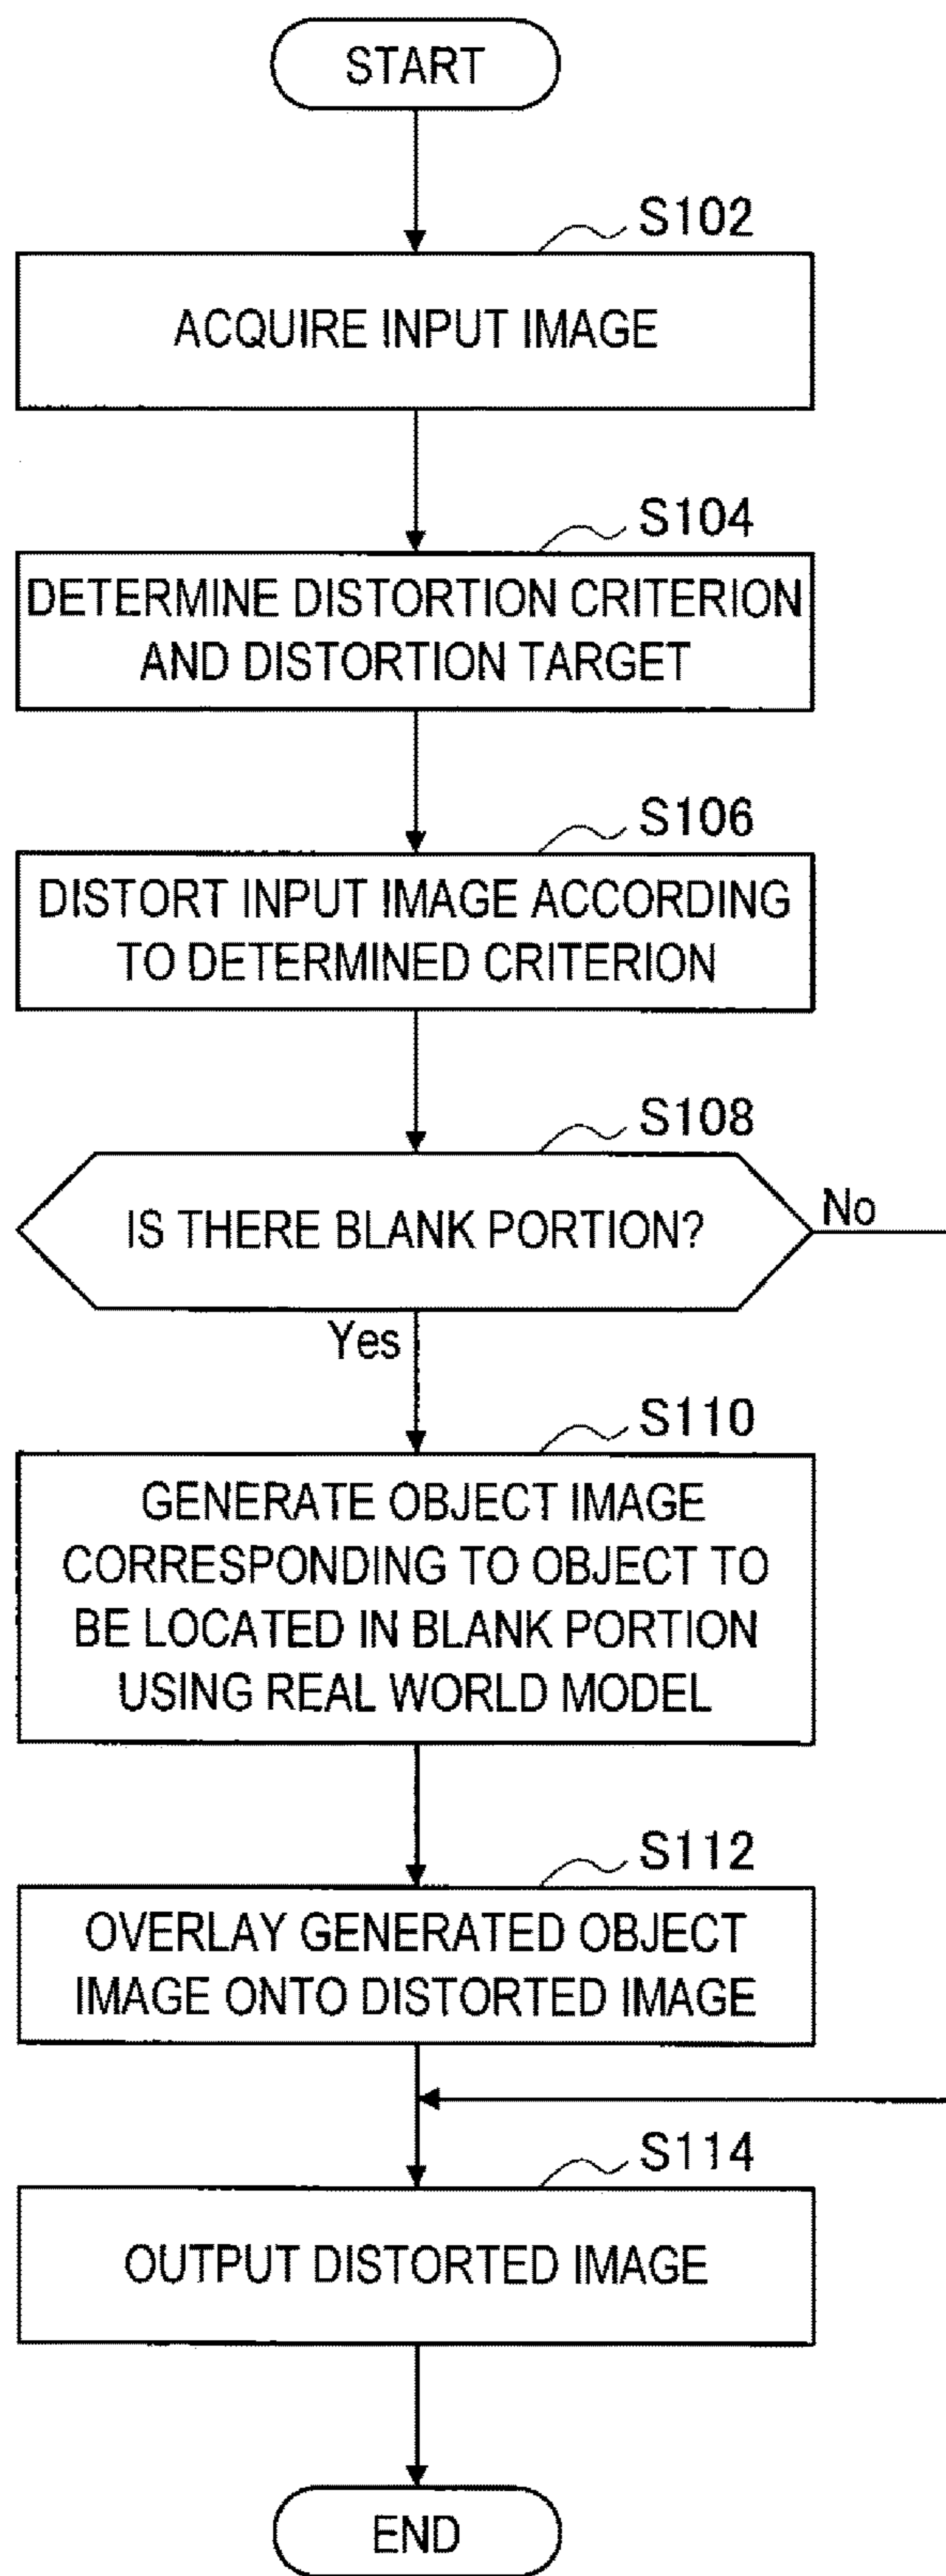 START
S102
ACQUIRE INPUT IMAGE
S104
DETERMINE DISTORTION CRITERION
AND DISTORTION TARGET
S106
DISTORT INPUT IMAGE ACCORDING
TO DETERMINED CRITERION
S108
IS THERE BLANK PORTION?
No
Yes
S110
GENERATE OBJECT IMAGE
CORRESPONDING TO OBJECT TO
BE LOCATED IN BLANK PORTION
USING REAL WORLD MODEL
S112
OVERLAY GENERATED OBJECT
IMAGE ONTO DISTORTED IMAGE
S114
OUTPUT DISTORTED IMAGE
END